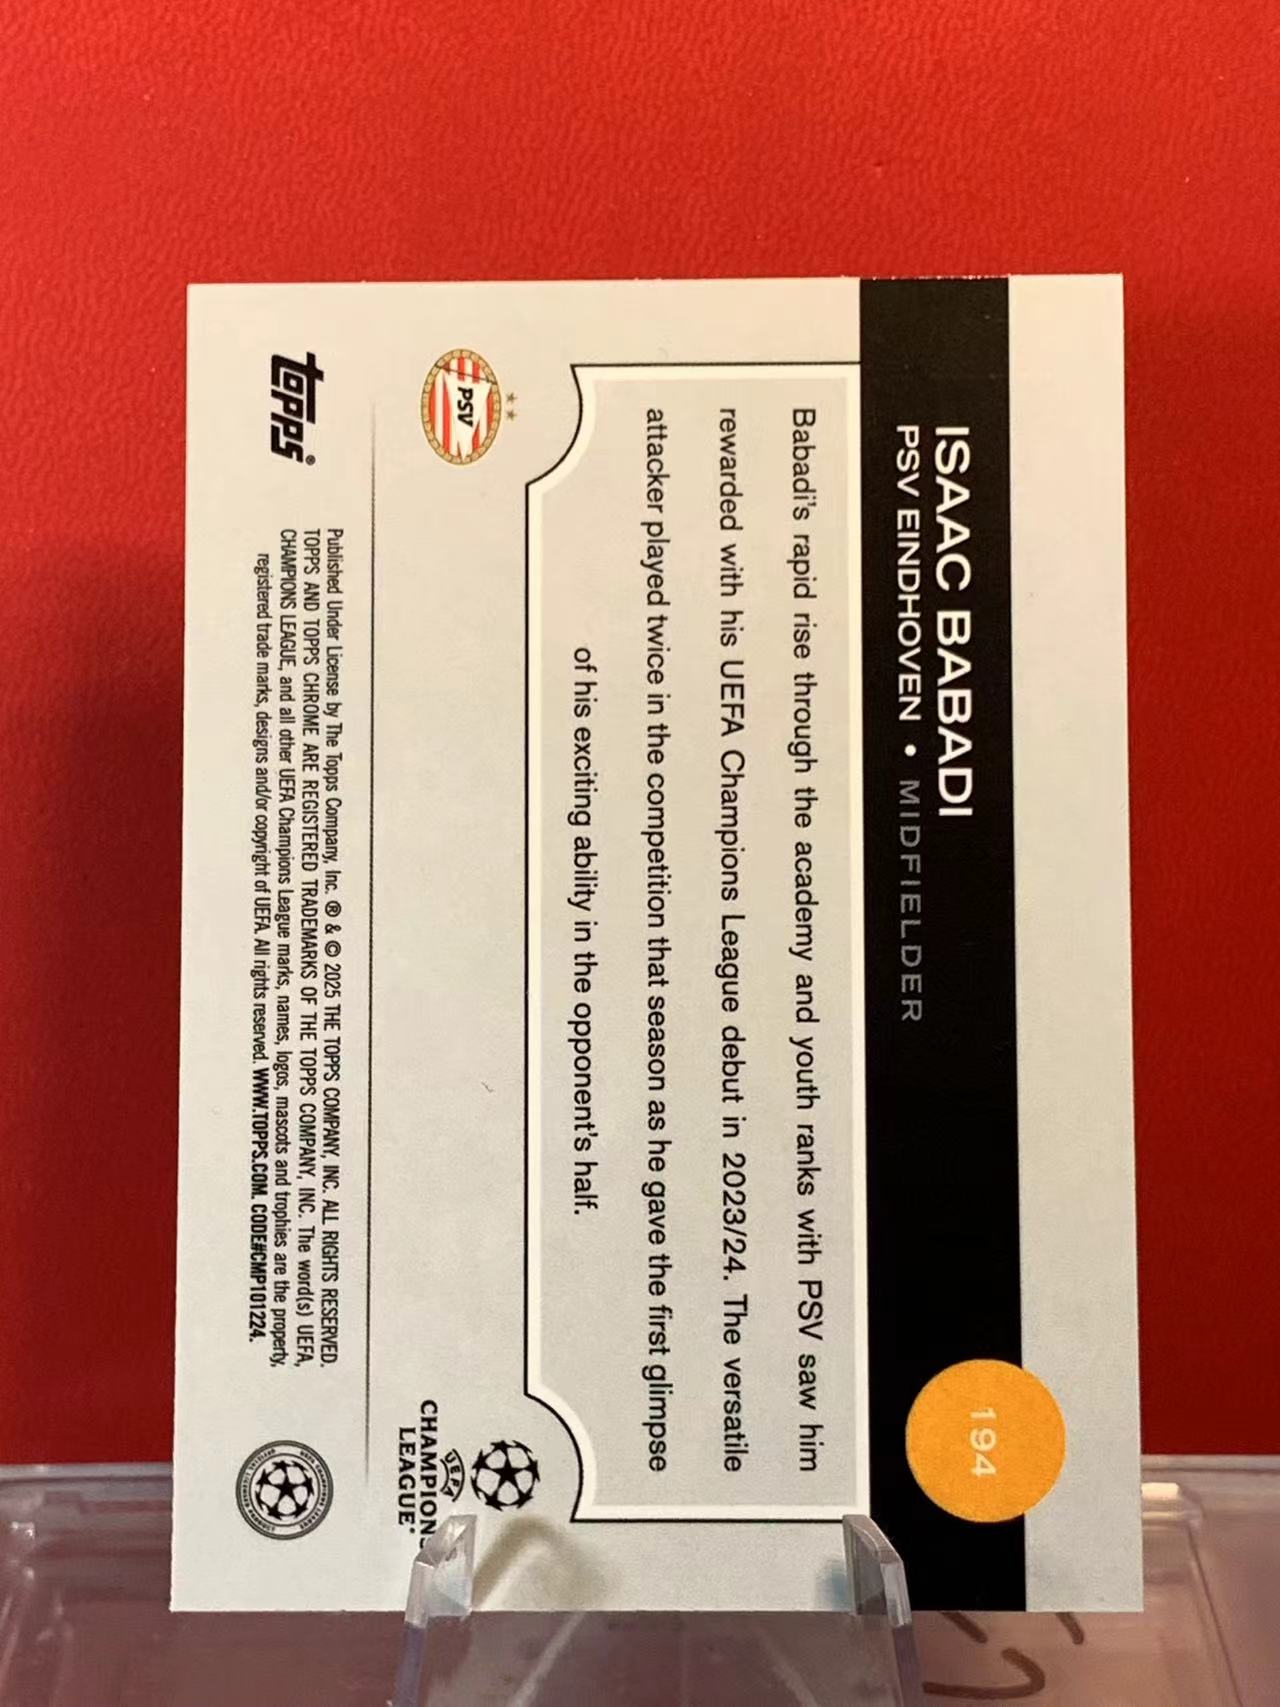 ISAAC BABADI
PSV EINDHOVEN • MIDFIELDER
194
Babadi's rapid rise through the academy and youth ranks with PSV saw him
rewarded with his UEFA Champions League debut in 2023/24. The versatile
attacker played twice in the competition that season as he gave the first glimpse
of his exciting ability in the opponent's half.
PSV
UEFA
CHAMPIONS
LEAGUE®
topps®
Published Under License by The Topps Company, Inc. ® & © 2025 THE TOPPS COMPANY, INC. ALL RIGHTS RESERVED.
TOPPS AND TOPPS CHROME ARE REGISTERED TRADEMARKS OF THE TOPPS COMPANY, INC. The word(s) UEFA,
CHAMPIONS LEAGUE, and all other UEFA Champions League marks, names, logos, mascots and trophies are the property,
registered trade marks, designs and/or copyright of UEFA. All rights reserved. WWW.TOPPS.COM. CODE#CMP101224.